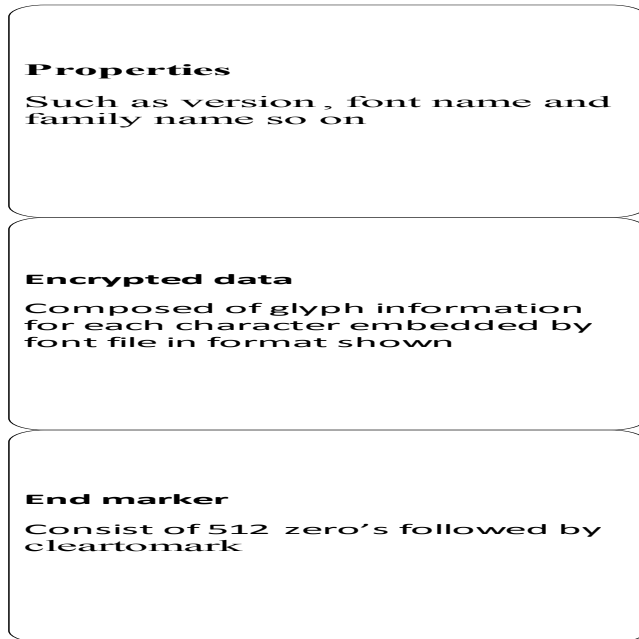 Properties
Such as version, font name and
family name so on
Encrypted data
Composed of glyph information
for each character embedded by
font file in format shown
End marker
Consist of 512 zero’s followed by
cleartomark